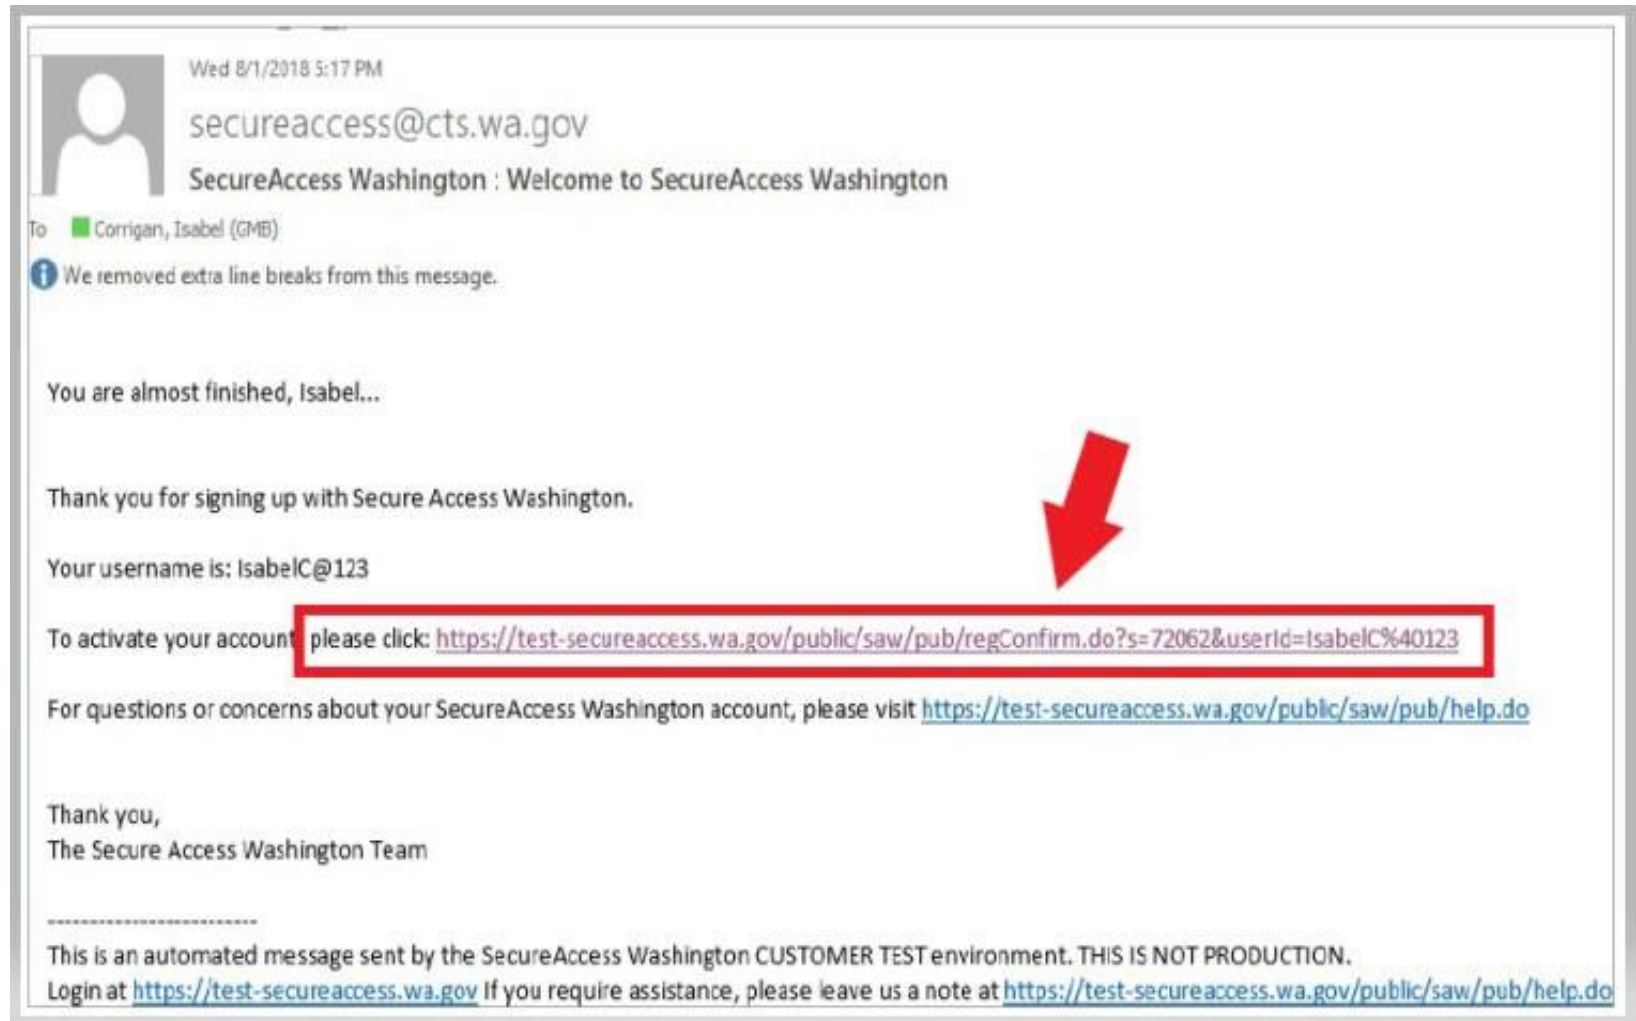 Wed 8/1/2018 5:17 PM
secureaccess@cts.wa.gov
SecureAccess Washington : Welcome to SecureAccess Washington
To Corrigan, Isabel (GMB)
We removed extra line breaks from this message.
You are almost finished, Isabel...
Thank you for signing up with Secure Access Washington.
Your username is: IsabelC@123
To activate your account please click: https://test-secureaccess.wa.gov/public/saw/pub/regConfirm.do?s=72062&userId=IsabelC%40123
For questions or concerns about your SecureAccess Washington account, please visit https://test-secureaccess.wa.gov/public/saw/pub/help.do
Thank you,
The Secure Access Washington Team
-------------------------
This is an automated message sent by the SecureAccess Washington CUSTOMER TEST environment. THIS IS NOT PRODUCTION.
Login at https://test-secureaccess.wa.gov If you require assistance, please leave us a note at https://test-secureaccess.wa.gov/public/saw/pub/help.do